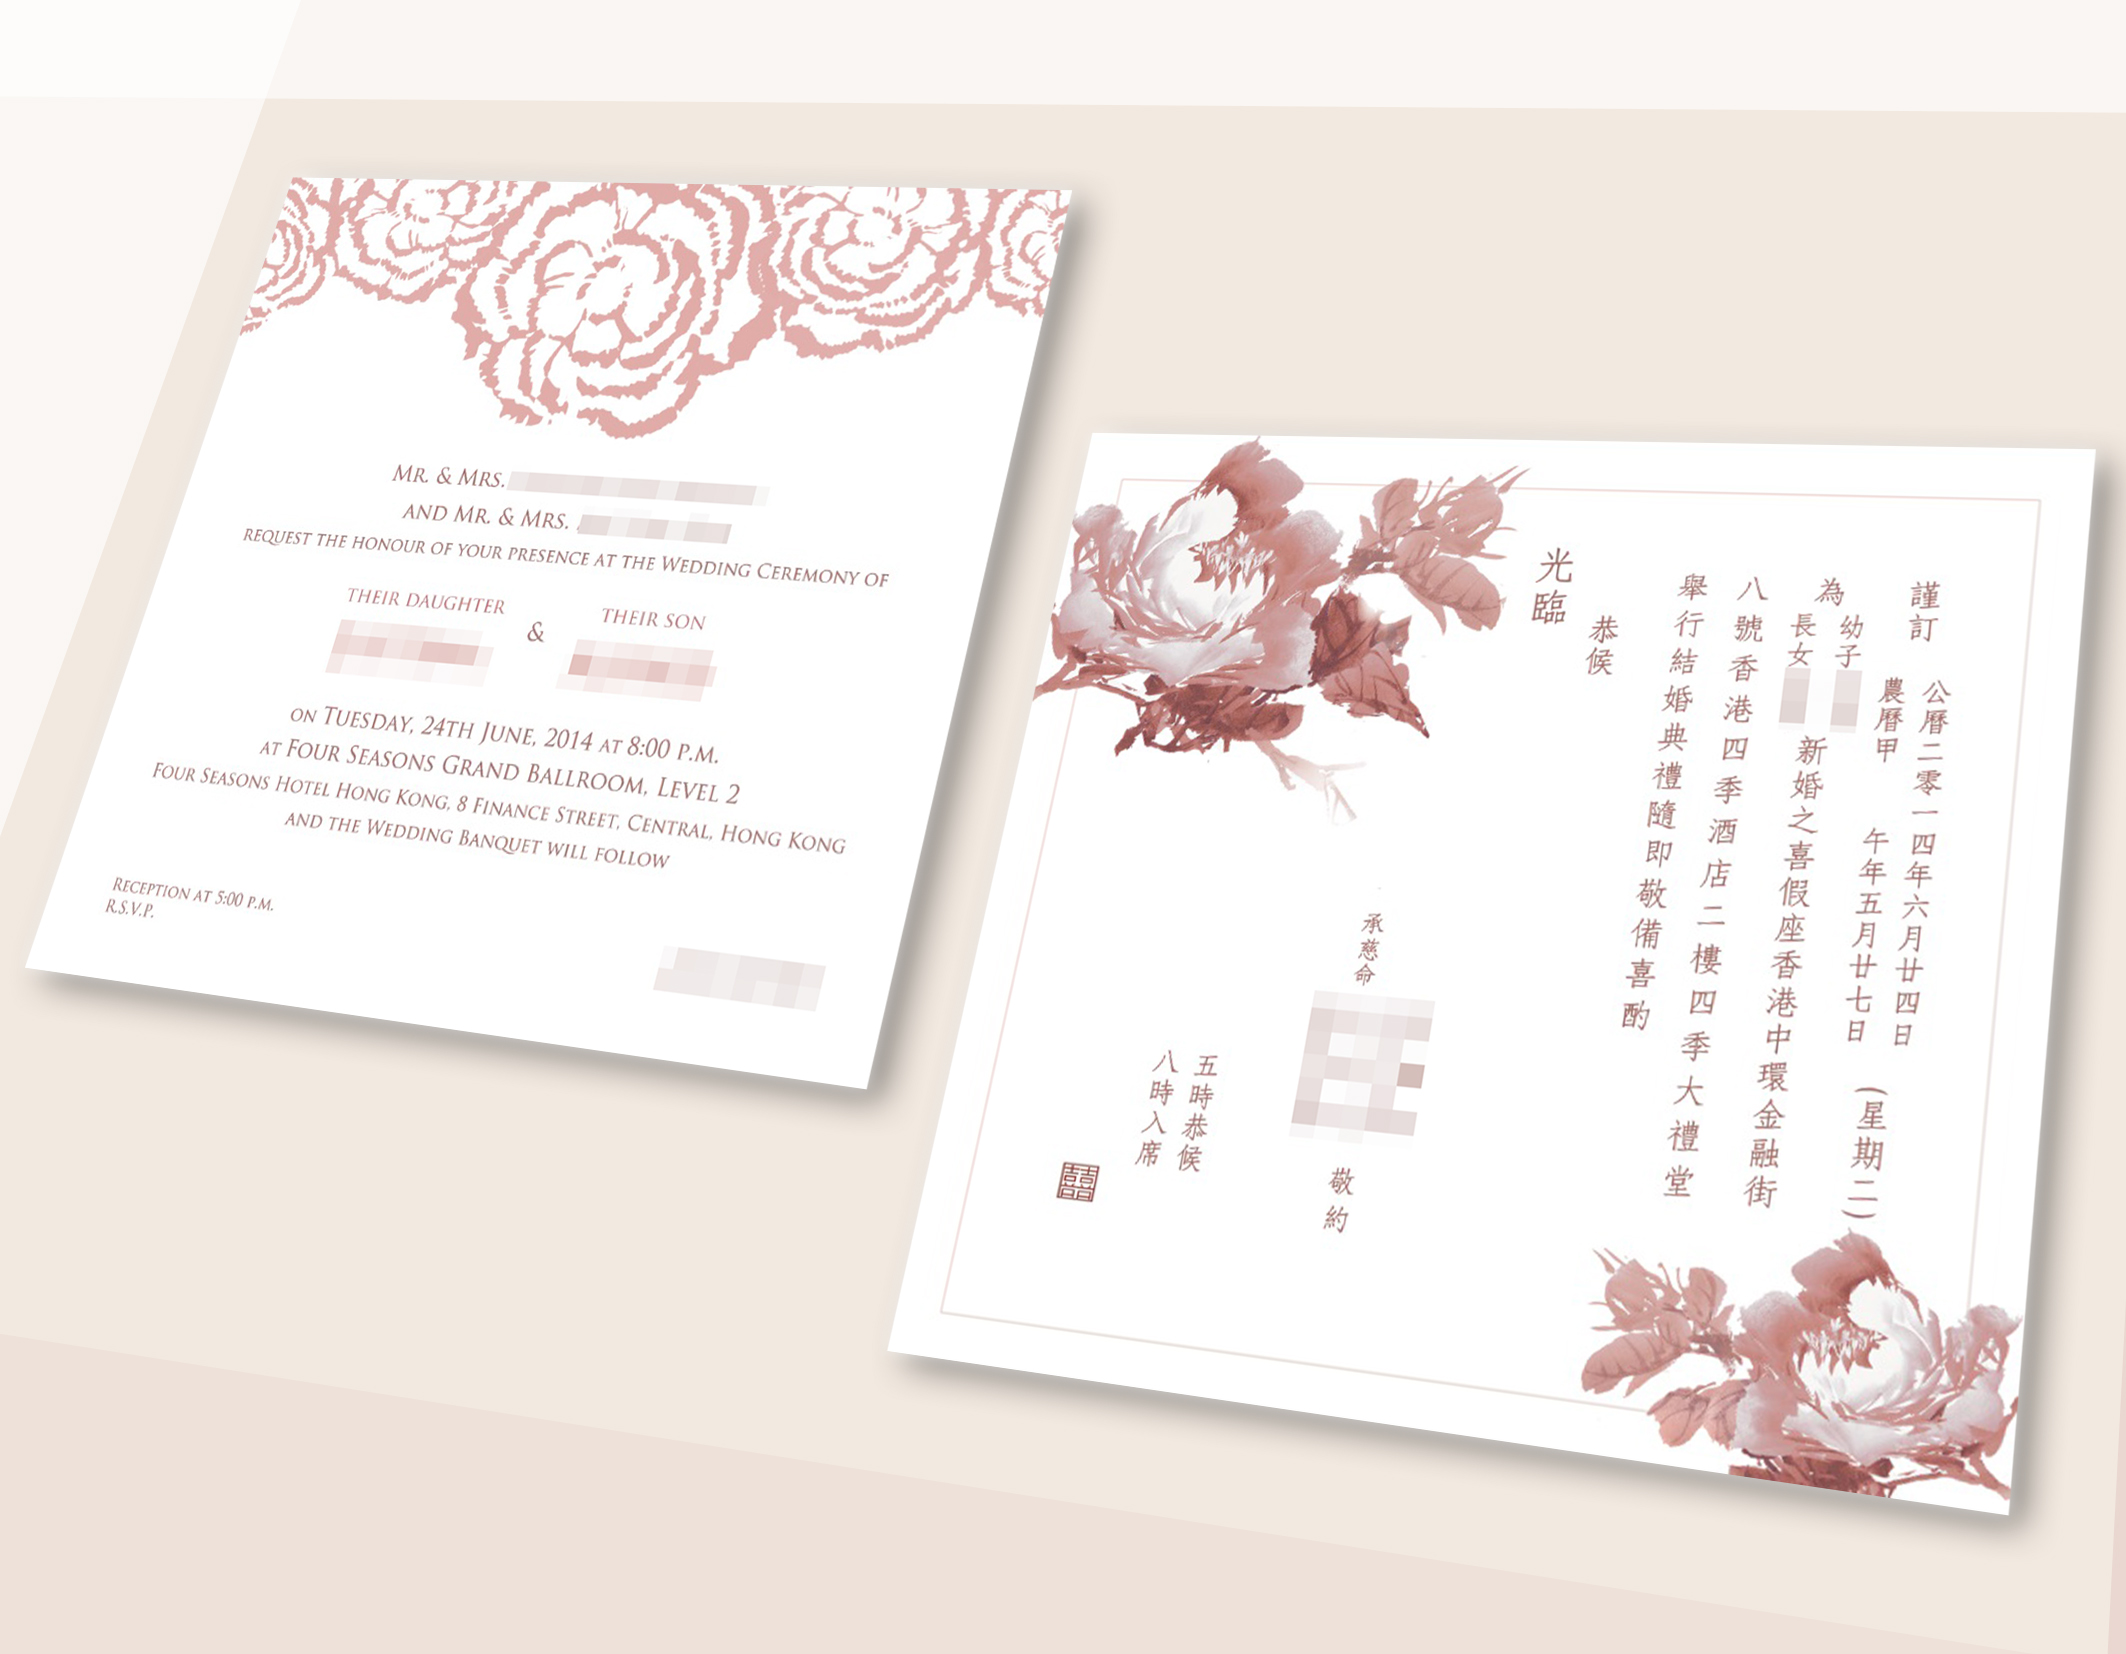 MR. & MRS.
AND MR. & MRS.
REQUEST THE HONOUR OF YOUR PRESENCE AT THE WEDDING CEREMONY OF
THEIR DAUGHTER
&
THEIR SON
ON TUESDAY, 24TH JUNE, 2014 AT 8:00 P.M.
AT FOUR SEASONS GRAND BALLROOM, LEVEL 2
FOUR SEASONS HOTEL HONG KONG, 8 FINANCE STREET, CENTRAL, HONG KONG
AND THE WEDDING BANQUET WILL FOLLOW
RECEPTION AT 5:00 P.M.
R.S.V.P.
謹訂
公曆二零一四年六月廿四日
農曆甲午年五月廿七日
(星期二)
為
幼子
長女
新婚之喜假座香港中環金融街
八號香港四季酒店二樓四季大禮堂
舉行結婚典禮隨即敬備喜酌
恭候
光臨
承慈命
敬約
五時恭候
八時入席
囍